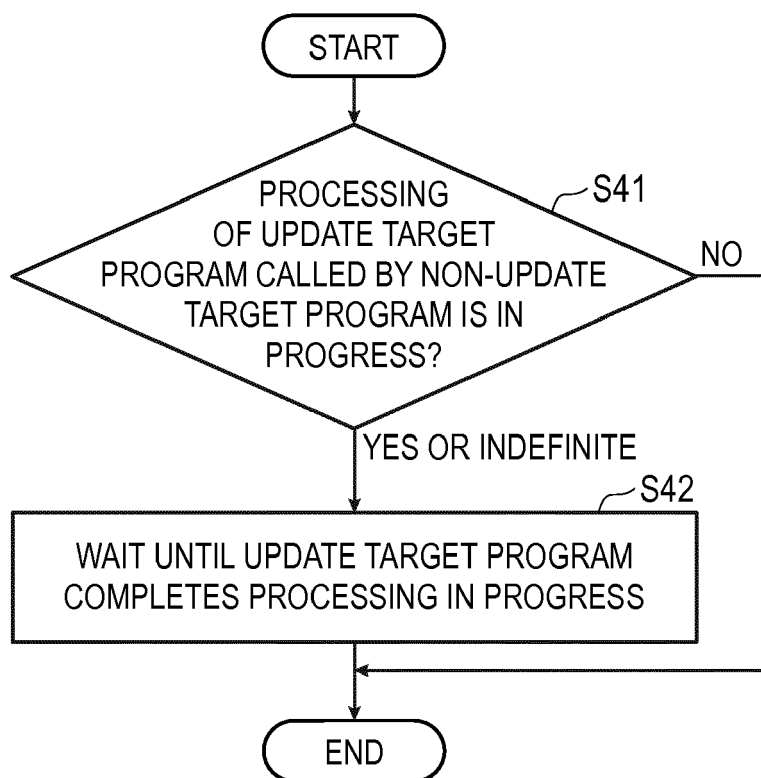 START
PROCESSING
OF UPDATE TARGET
PROGRAM CALLED BY NON-UPDATE
TARGET PROGRAM IS IN
PROGRESS?
S41
NO
YES OR INDEFINITE
S42
WAIT UNTIL UPDATE TARGET PROGRAM
COMPLETES PROCESSING IN PROGRESS
END